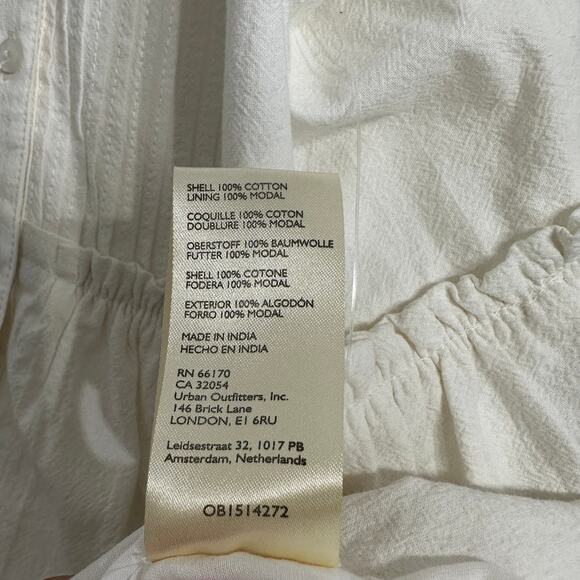 SHELL 100% COTTON
LINING 100% MODAL
COQUILLE 100% COTON
DOUBLURE 100% MODAL
OBERSTOFF 100% BAUMWOLLE
FUTTER 100% MODAL
SHELL 100% COTONE
FODERA 100% MODAL
EXTERIOR 100% ALGODÓN
FORRO 100% MODAL
MADE IN INDIA
HECHO EN INDIA
RN 66170
CA 32054
Urban Outfitters, Inc.
146 Brick Lane
LONDON, E1 6RU
Leidsestraat 32, 1017 PB
Amsterdam, Netherlands
OB1514272